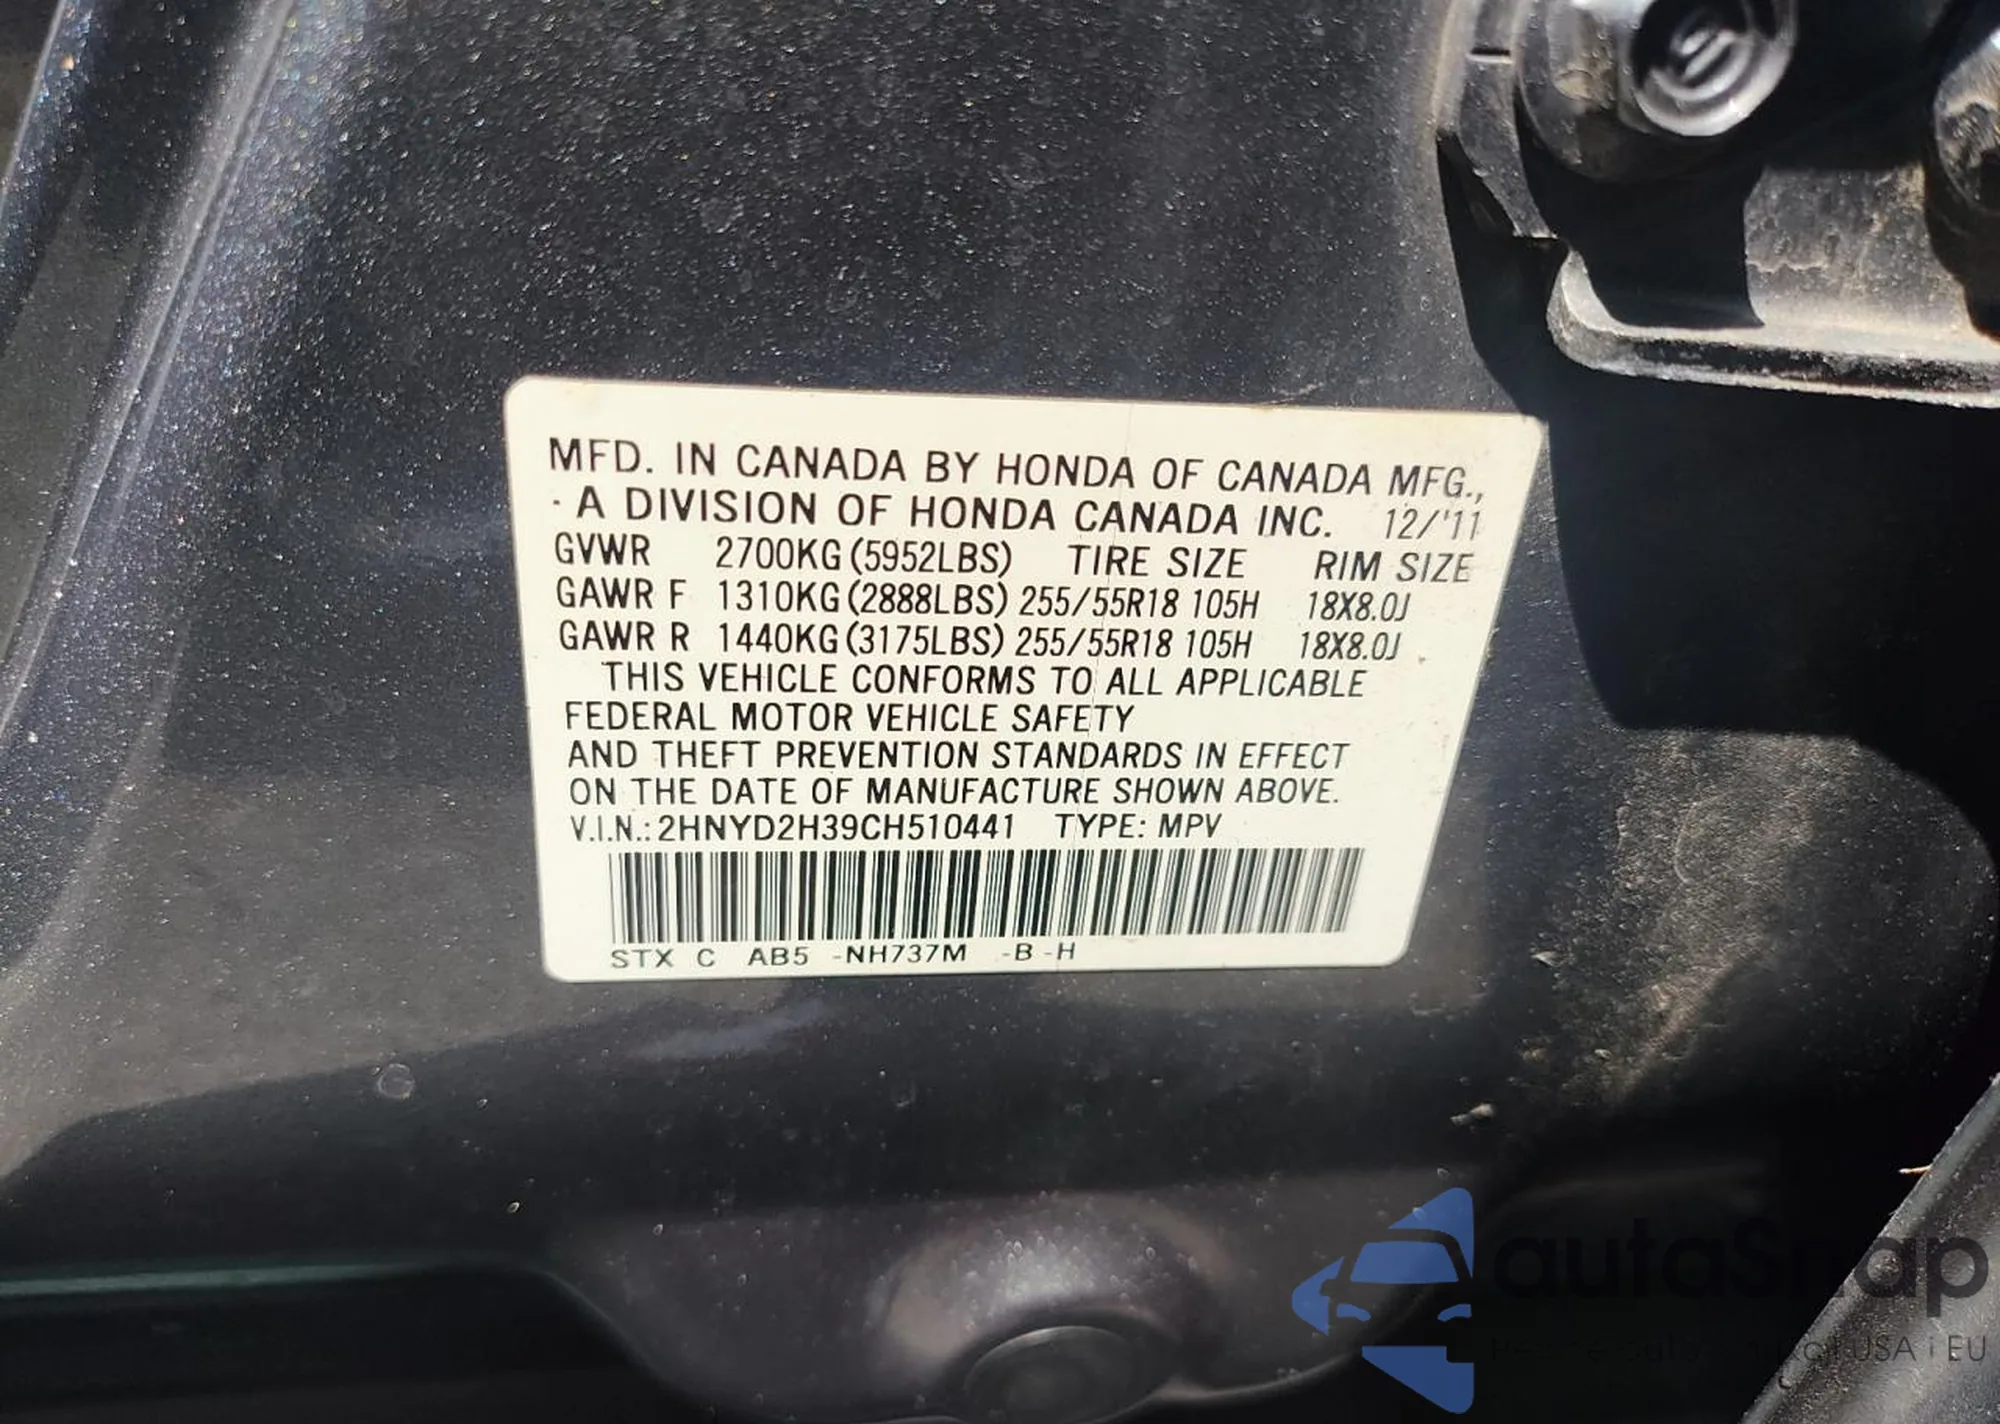 MFD. IN CANADA BY HONDA OF CANADA MFG.,
· A DIVISION OF HONDA CANADA INC. 12/'11
GVWR 2700KG (5952LBS) TIRE SIZE RIM SIZE
GAWR F 1310KG (2888LBS) 255/55R18 105H 18X8.0J
GAWR R 1440KG (3175LBS) 255/55R18 105H 18X8.0J
THIS VEHICLE CONFORMS TO ALL APPLICABLE
FEDERAL MOTOR VEHICLE SAFETY
AND THEFT PREVENTION STANDARDS IN EFFECT
ON THE DATE OF MANUFACTURE SHOWN ABOVE.
V.I.N.: 2HNYD2H39CH510441 TYPE: MPV
STX C AB5 -NH737M -B -H
autoSnap
USA i EU